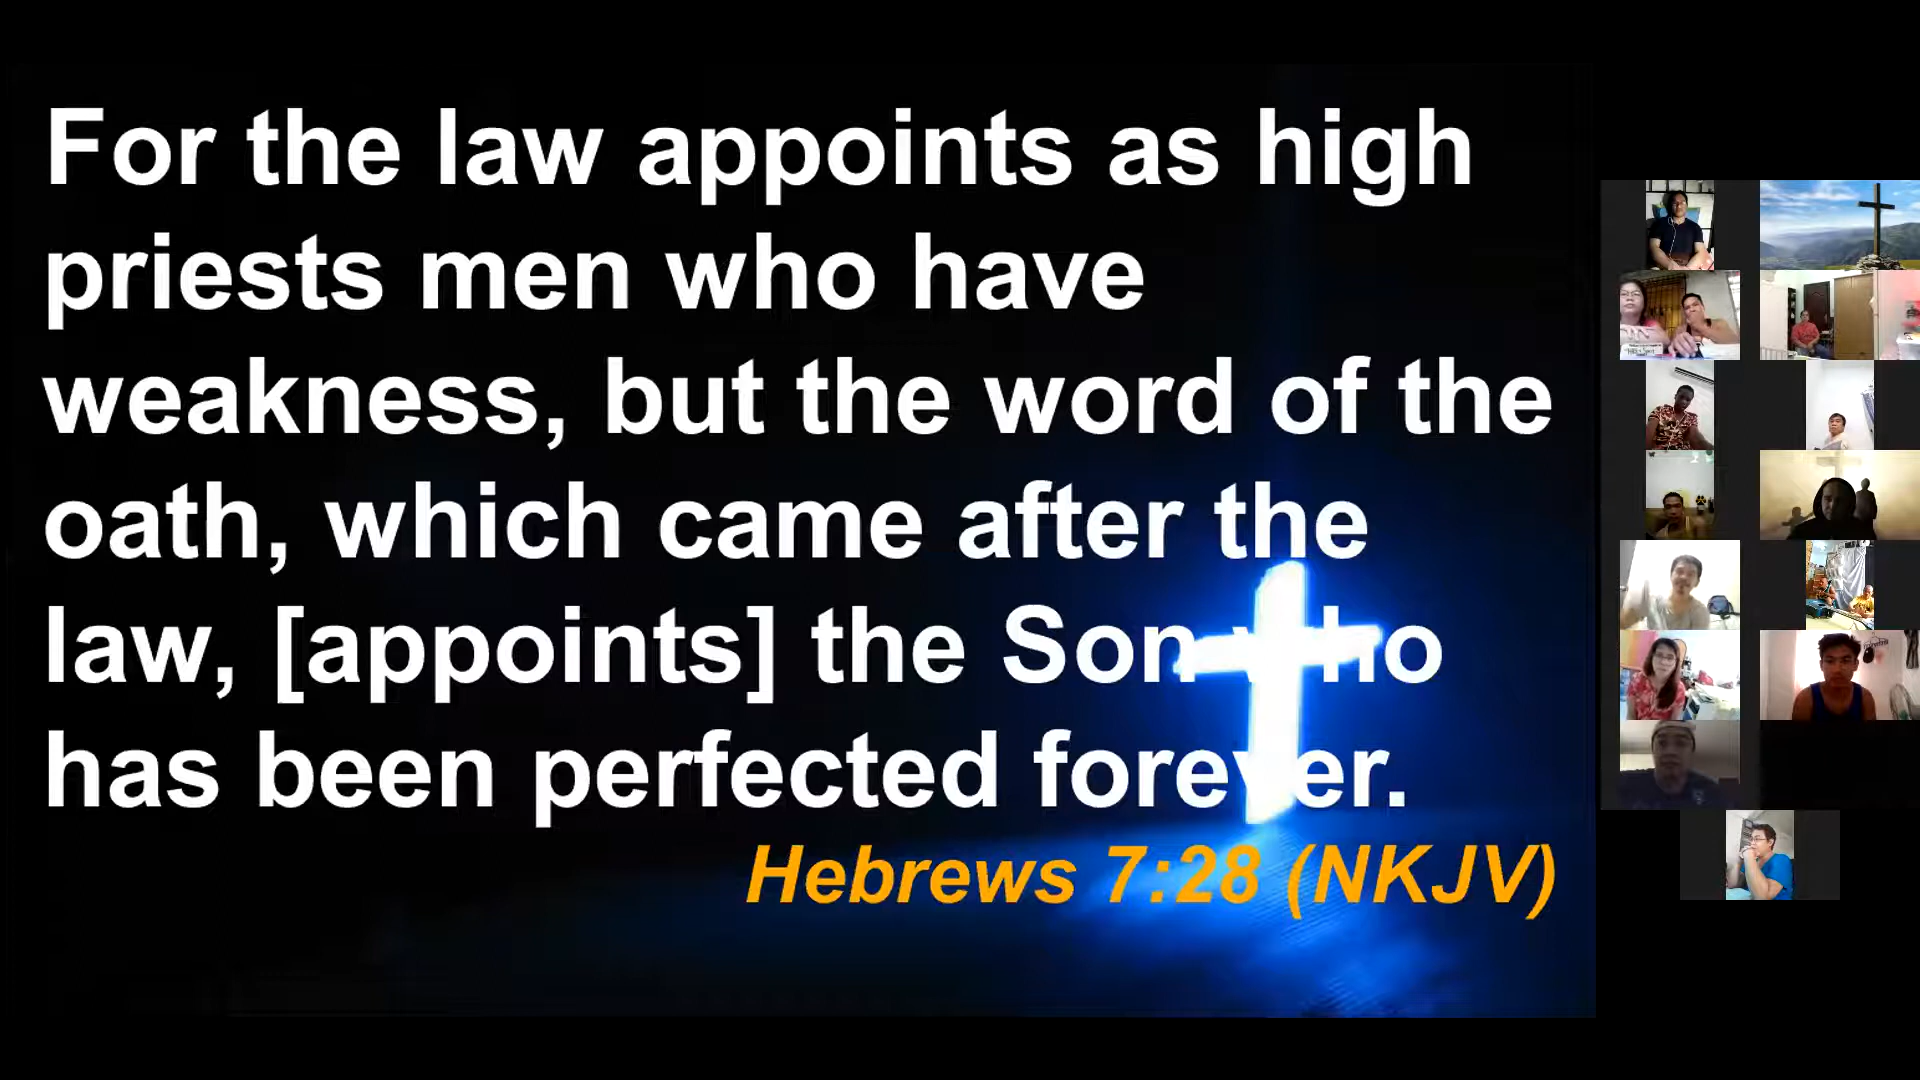 For the law appoints as high
priests men who have
weakness, but the word of the
oath, which came after the
law, [appoints] the Son who
has been perfected forever.
Hebrews 7:28 (NKJV)